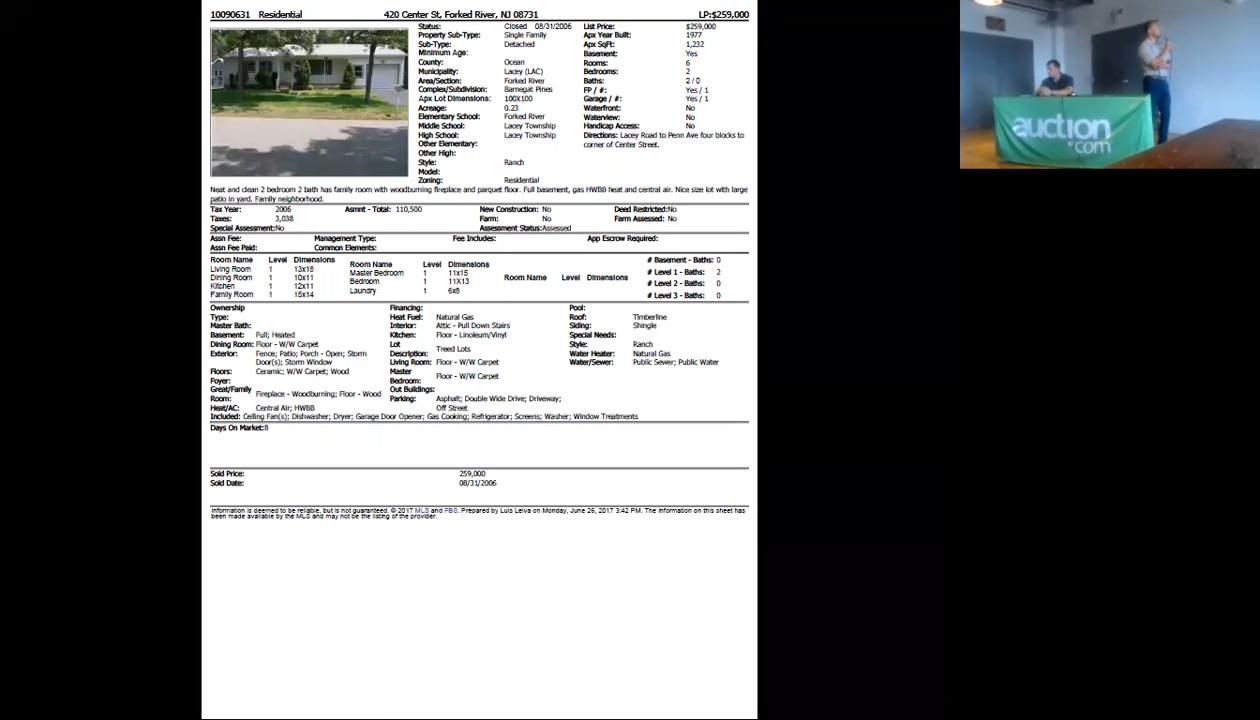 10090631 Residential 420 Center St, Forked River, NJ 08731 LP:$259,000
Status: Closed 08/31/2006 List Price: $259,000
Property Sub-Type: Single Family Apx Year Built: 1977
Sub-Type: Detached Apx SqFt: 1,232
Minimum Age: Basement: Yes
County: Ocean Rooms: 6
Municipality: Lacey (LAC) Bedrooms: 2
Area/Section: Forked River Baths: 2/0
Complex/Subdivision: Barnegat Pines FP / #: Yes / 1
Apx Lot Dimensions: 100X100 Garage / #: Yes / 1
Acreage: 0.23 Waterfront: No
Elementary School: Forked River Waterview: No
Middle School: Lacey Township Handicap Access: No
High School: Lacey Township Directions: Lacey Road to Penn Ave four blocks to
Other Elementary: corner of Center Street.
Other High:
Style: Ranch
Model:
Zoning: Residential
Neat and clean 2 bedroom 2 bath has family room with woodburning fireplace and parquet floor. Full basement, gas HWBB heat and central air. Nice size lot with large
patio in yard. Family neighborhood.
Tax Year: 2006 Asmnt - Total: 110,500 New Construction: No Deed Restricted:No
Taxes: 3,038 Farm: No Farm Assessed: No
Special Assessment:No Assessment Status:Assessed
Assn Fee: Management Type: Fee Includes: App Escrow Required:
Assn Fee Paid: Common Elements:
Room Name Level Dimensions Room Name Level Dimensions Room Name Level Dimensions # Basement - Baths: 0
Living Room 1 13x18 Master Bedroom 1 11x15 # Level 1 - Baths: 2
Dining Room 1 10x11 Bedroom 1 11X13 # Level 2 - Baths: 0
Kitchen 1 12x11 Laundry 1 6x8
Family Room 1 15x14 # Level 3 - Baths: 0
Ownership Financing: Pool:
Type: Heat Fuel: Natural Gas Roof: Timberline
Master Bath: Interior: Attic - Pull Down Stairs Siding: Shingle
Basement: Full; Heated Kitchen: Floor - Linoleum/Vinyl Special Needs:
Dining Room: Floor - W/W Carpet Lot Description: Treed Lots Style: Ranch
Exterior: Fence; Patio; Porch - Open; Storm Water Heater: Natural Gas
Door(s); Storm Window Living Room: Floor - W/W Carpet Water/Sewer: Public Sewer; Public Water
Floors: Ceramic; W/W Carpet; Wood Master Bedroom: Floor - W/W Carpet
Foyer:
Great/Family Room: Fireplace - Woodburning; Floor - Wood Out Buildings:
Parking: Asphalt; Double Wide Drive; Driveway;
Heat/AC: Central Air; HWBB Off Street
Included: Ceiling Fan(s); Dishwasher; Dryer; Garage Door Opener; Gas Cooking; Refrigerator; Screens; Washer; Window Treatments
Days On Market:8
Sold Price: 259,000
Sold Date: 08/31/2006
Information is deemed to be reliable, but is not guaranteed. © 2017 MLS and FBS. Prepared by Luis Leiva on Monday, June 26, 2017 3:42 PM. The information on this sheet has
been made available by the MLS and may not be the listing of the provider.
auction
.com